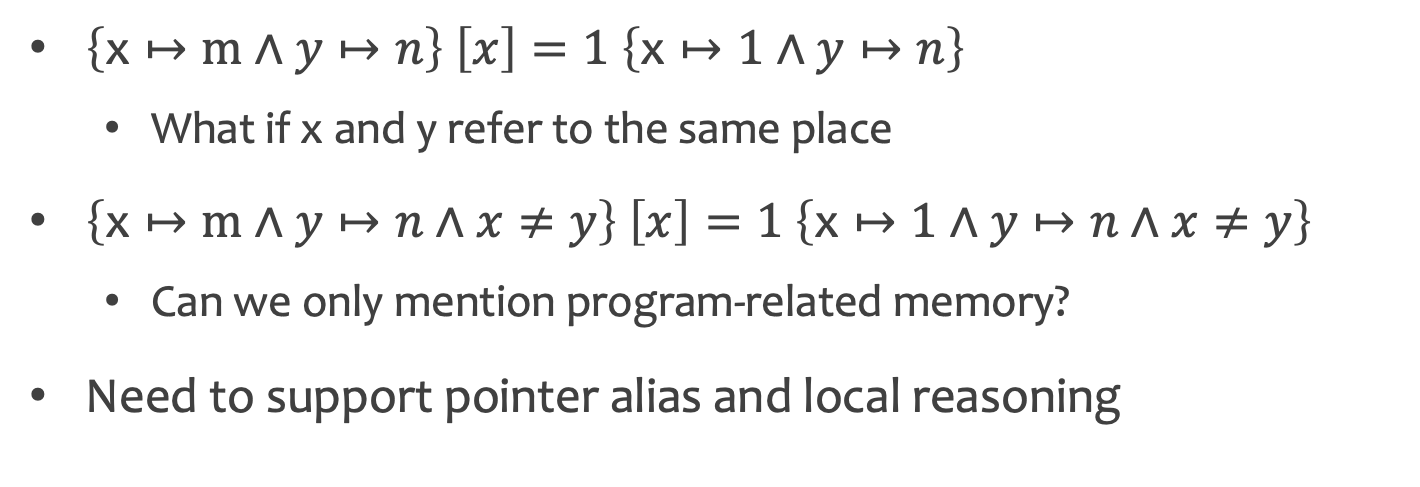 • {x ↦ m ∧ y ↦ n} [x] = 1 {x ↦ 1 ∧ y ↦ n}
• What if x and y refer to the same place
• {x ↦ m ∧ y ↦ n ∧ x ≠ y} [x] = 1 {x ↦ 1 ∧ y ↦ n ∧ x ≠ y}
• Can we only mention program-related memory?
• Need to support pointer alias and local reasoning